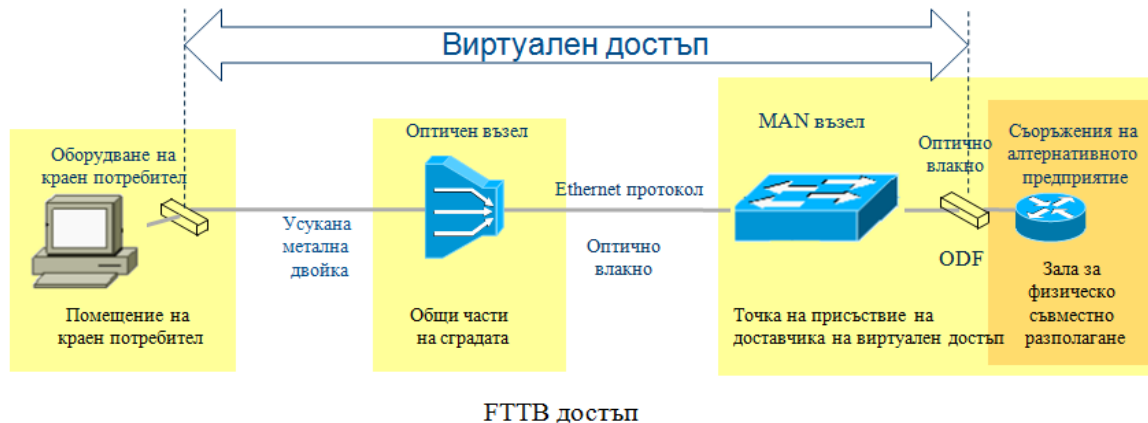 Виртуален достъп
Оборудване на
краен потребител
Помещение на
краен потребител
Усукана
метална
двойка
Оптичен възел
Общи части
на сградата
Ethernet протокол
Оптично
влакно
MAN възел
Оптично
влакно
ODF
Точка на присъствие на
доставчика на виртуален достъп
Съоръжения на
алтернативното
предприятие
Зала за
физическо
съвместно
разполагане
FTTB достъп